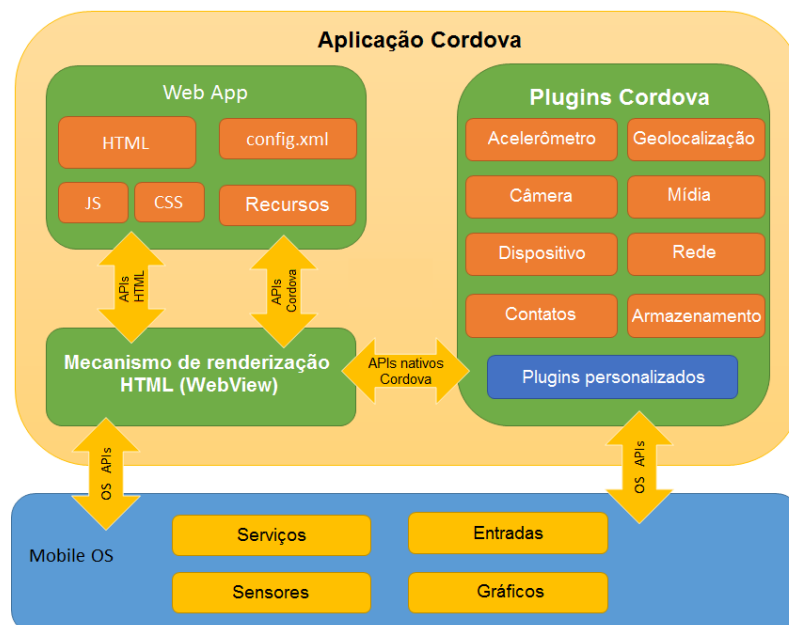 Aplicação Cordova
Web App
HTML
config.xml
JS
CSS
Recursos
APIs
HTML
APIs
Cordova
Mecanismo de renderização
HTML (WebView)
APIs nativos
Cordova
Plugins Cordova
Acelerômetro
Geolocalização
Câmera
Mídia
Dispositivo
Rede
Contatos
Armazenamento
Plugins personalizados
OS APIs
OS APIs
Mobile OS
Serviços
Entradas
Sensores
Gráficos